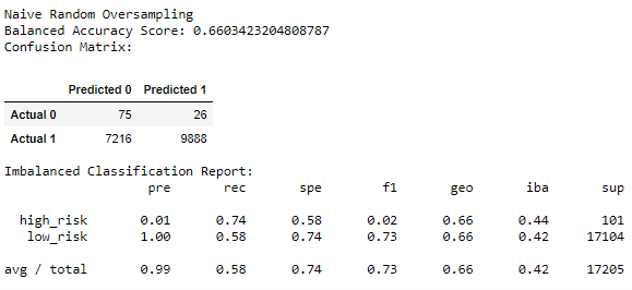 Naive Random Oversampling
Balanced Accuracy Score: 0.6603423204808787
Confusion Matrix:
Predicted 0 Predicted 1
Actual 0 75 26
Actual 1 7216 9888
Imbalanced Classification Report:
pre rec spe f1 geo iba sup
high_risk 0.01 0.74 0.58 0.02 0.66 0.44 101
low_risk 1.00 0.58 0.74 0.73 0.66 0.42 17104
avg / total 0.99 0.58 0.74 0.73 0.66 0.42 17205